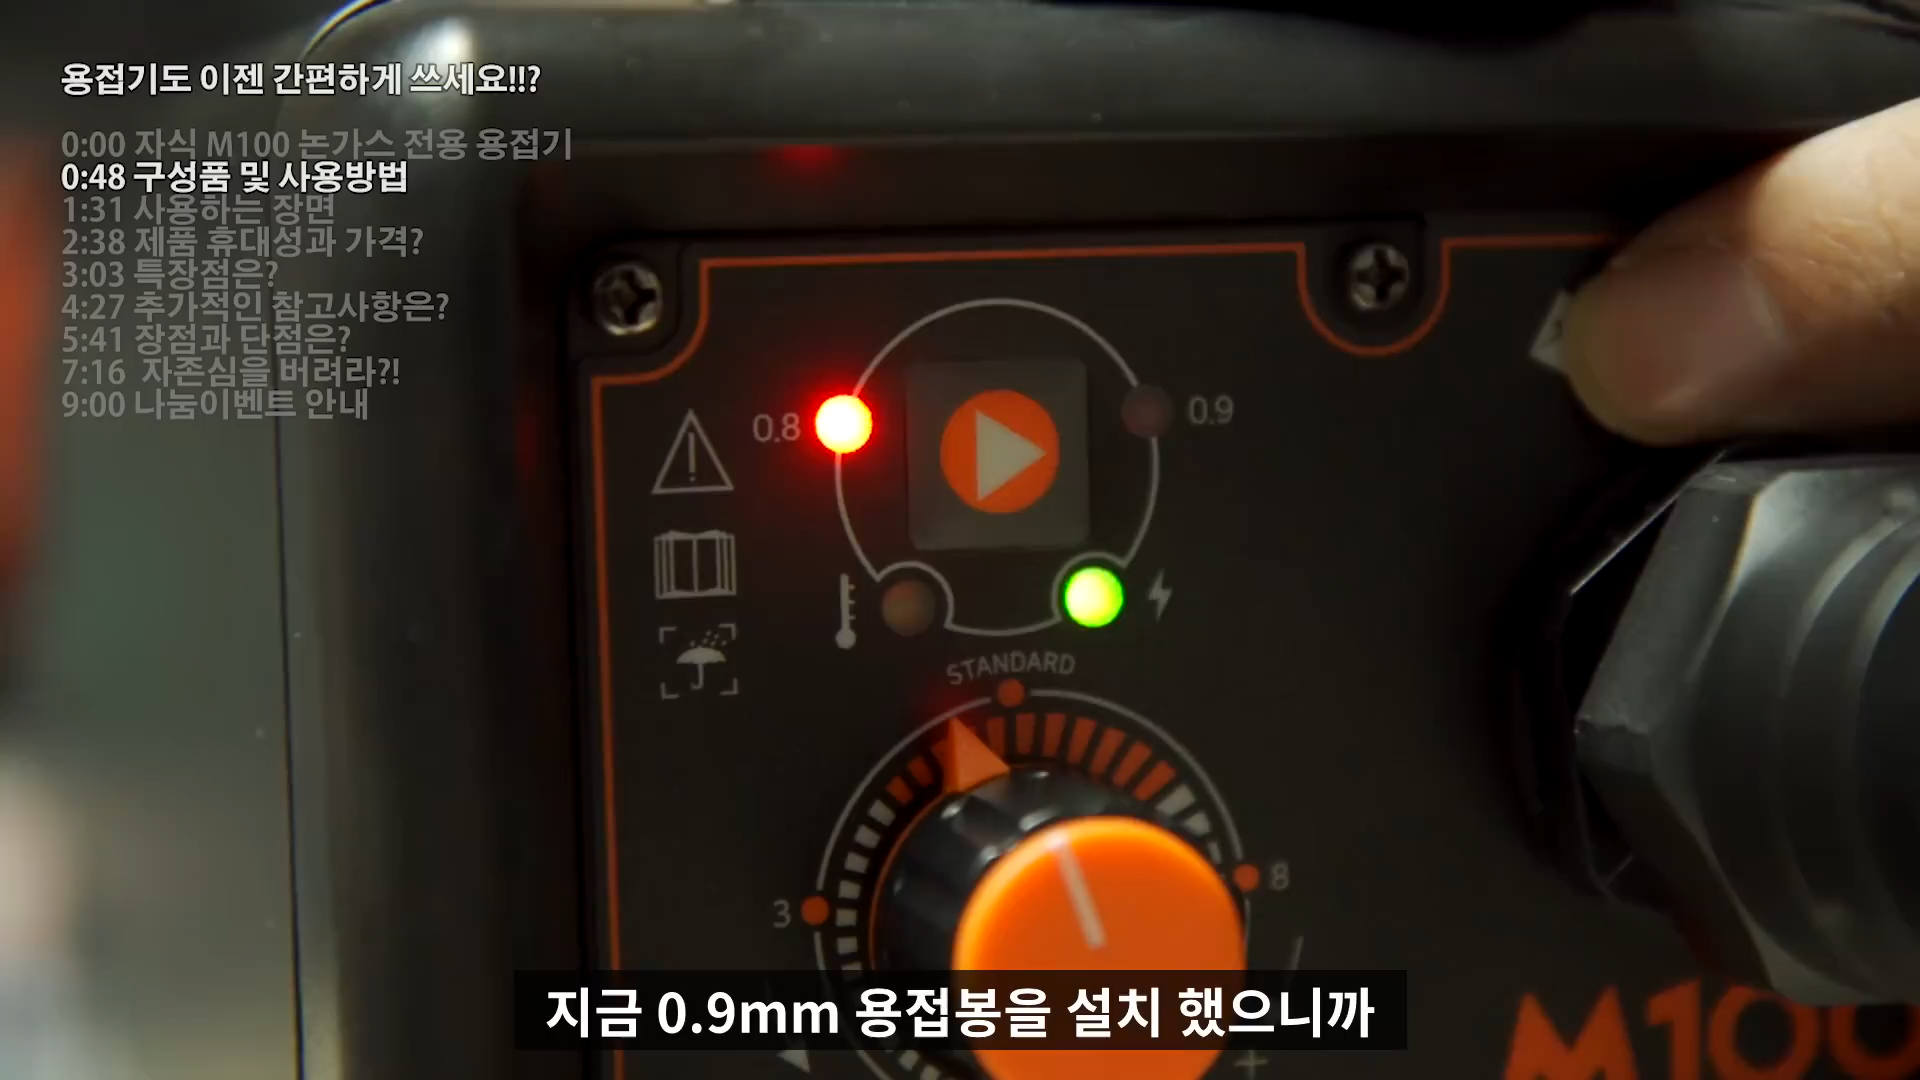 용접기도 이젠 간편하게 쓰세요!!?
0:00 자식 M100 논가스 전용 용접기
0:48 구성품 및 사용방법
1:31 사용하는 장면
2:38 제품 휴대성과 가격?
3:03 특장점은?
4:27 추가적인 참고사항은?
5:41 장점과 단점은?
7:16 자존심을 버려라?!
9:00 나눔이벤트 안내
0.8
0.9
STANDARD
3
8
+
M100
지금 0.9mm 용접봉을 설치 했으니까